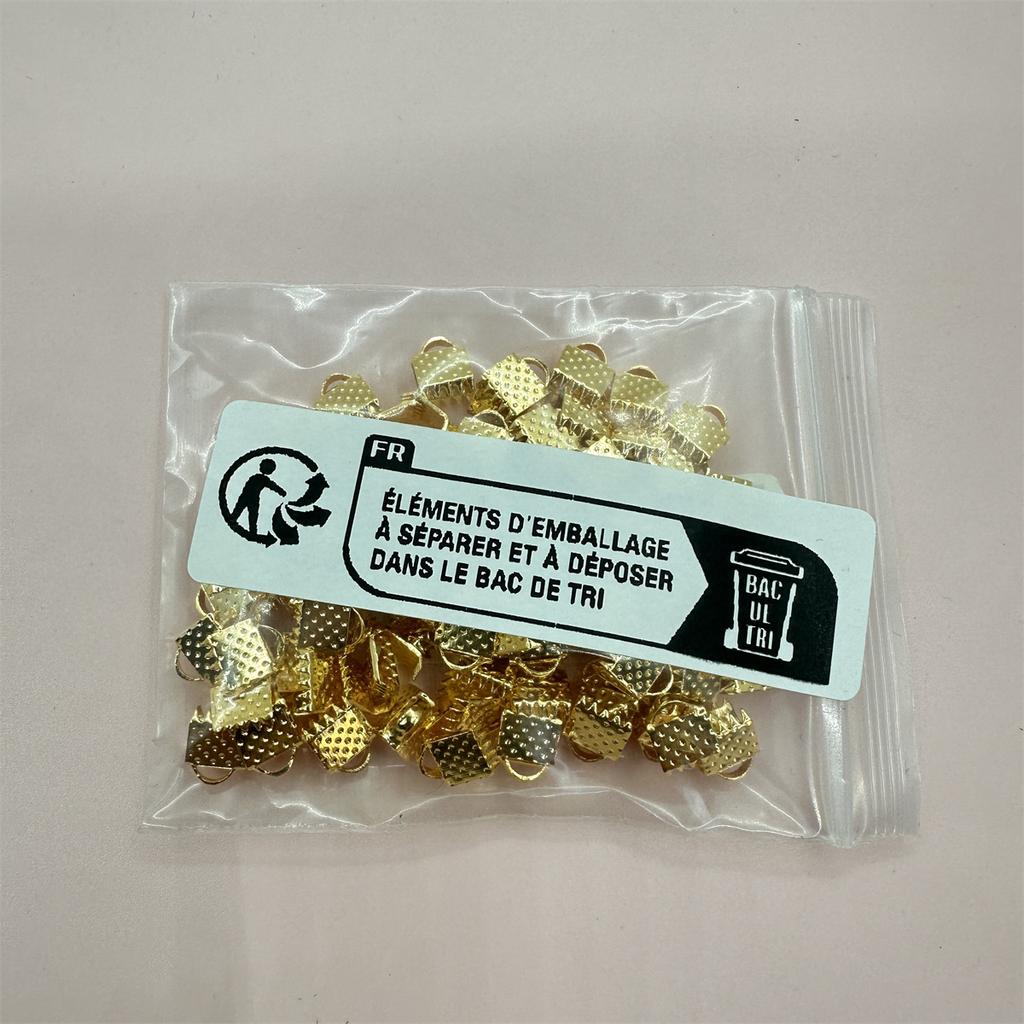 FR
ÉLÉMENTS D'EMBALLAGE
À SÉPARER ET À DÉPOSER
DANS LE BAC DE TRI
BAC
UL
TRI